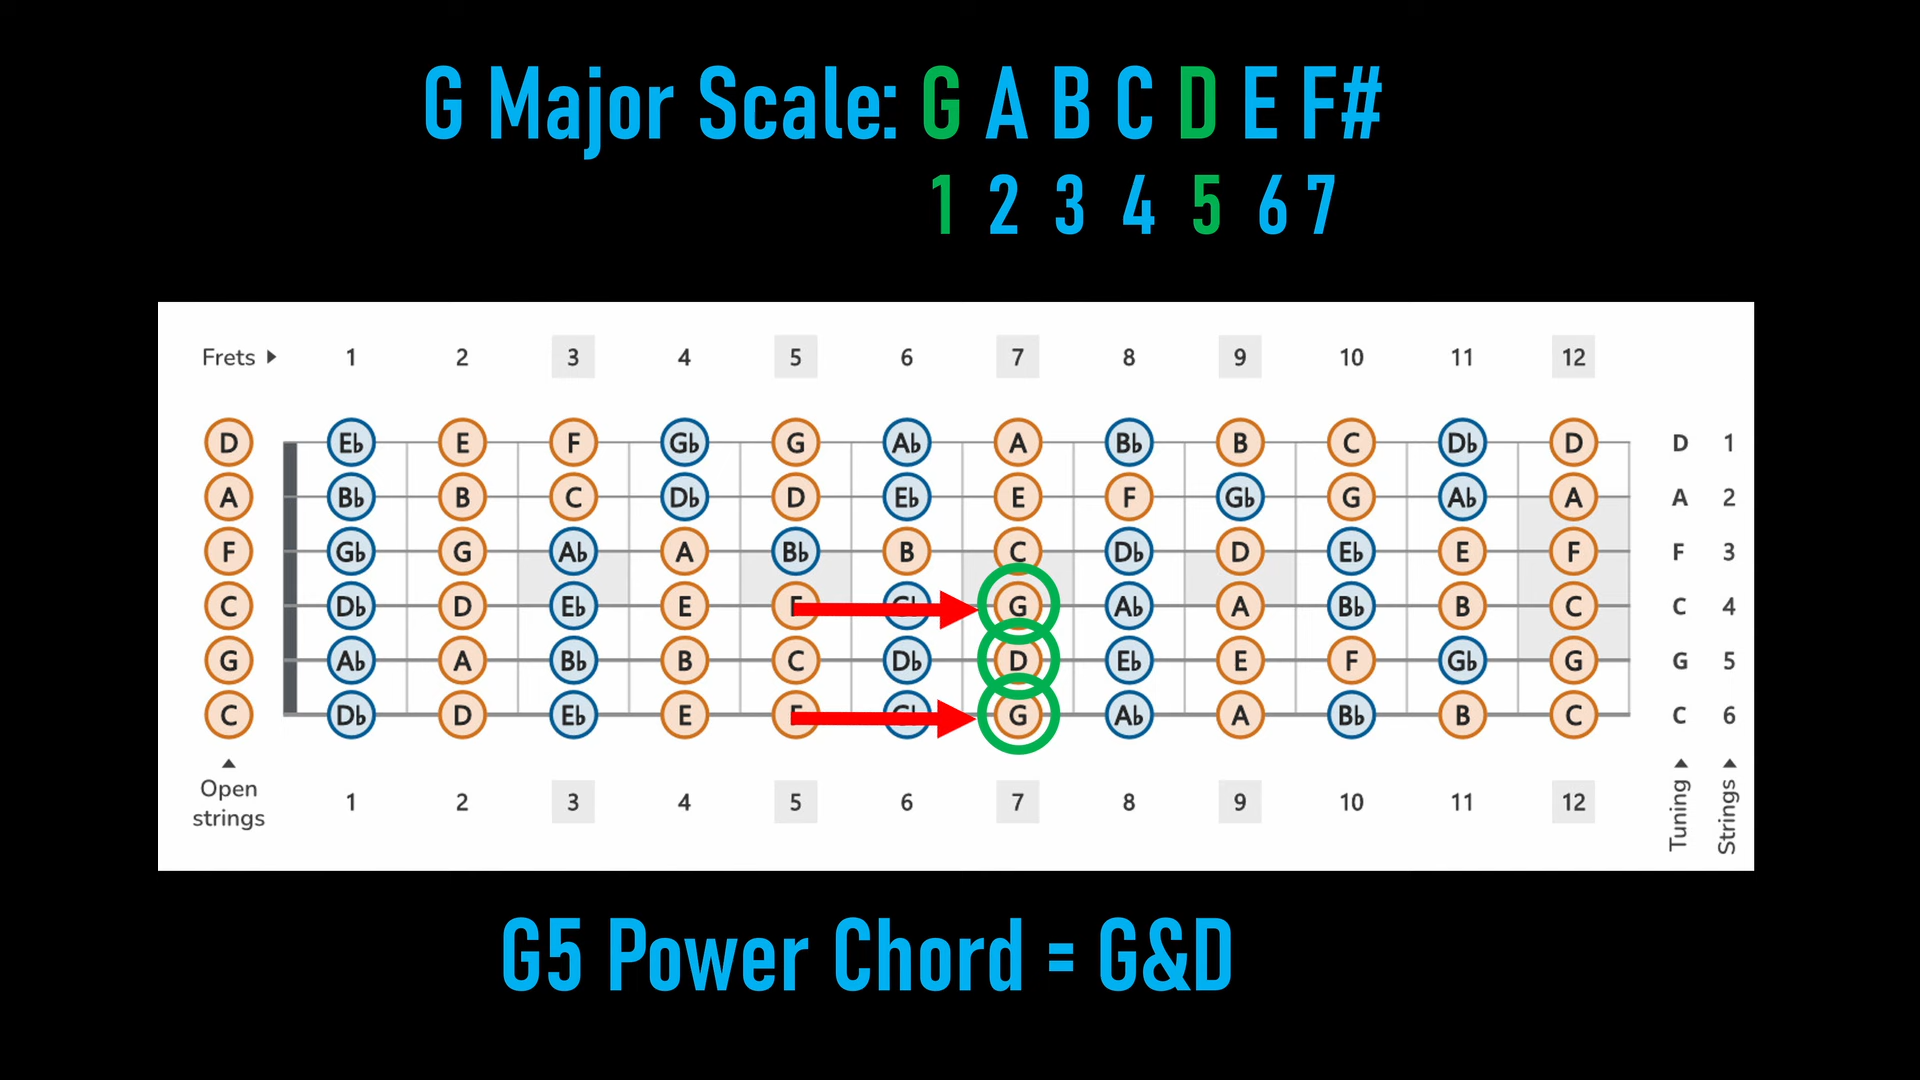 G Major Scale: G A B C D E F#
1 2 3 4 5 6 7
Frets 1 2 3 4 5 6 7 8 9 10 11 12
D Eb E F Gb G Ab A Bb B C Db D D 1
A Bb B C Db D Eb E F Gb G Ab A A 2
F Gb G Ab A Bb B C Db D Eb E F F 3
C Db D Eb E G Ab A Bb B C C 4
G Ab A Bb B C Db D Eb E F Gb G G 5
C Db D Eb E G Ab A Bb B C C 6
Open strings
1 2 3 4 5 6 7 8 9 10 11 12
Tuning
Strings
G5 Power Chord = G&D